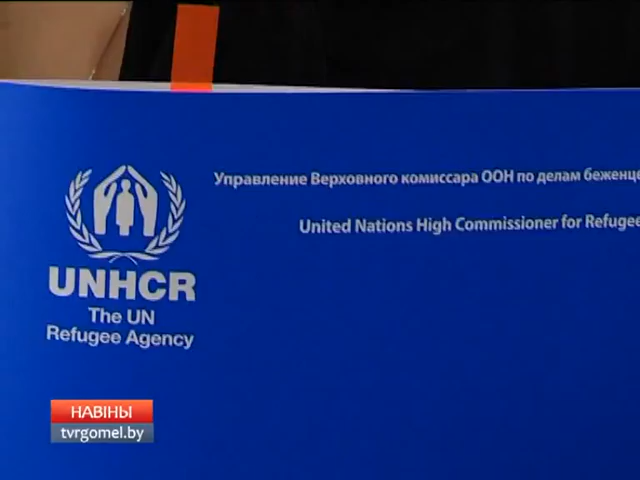 Управление Верховного комиссара ООН по делам беженце
United Nations High Commissioner for Refugee
UNHCR
The UN
Refugee Agency
НАВІНЫ
tvrgomel.by